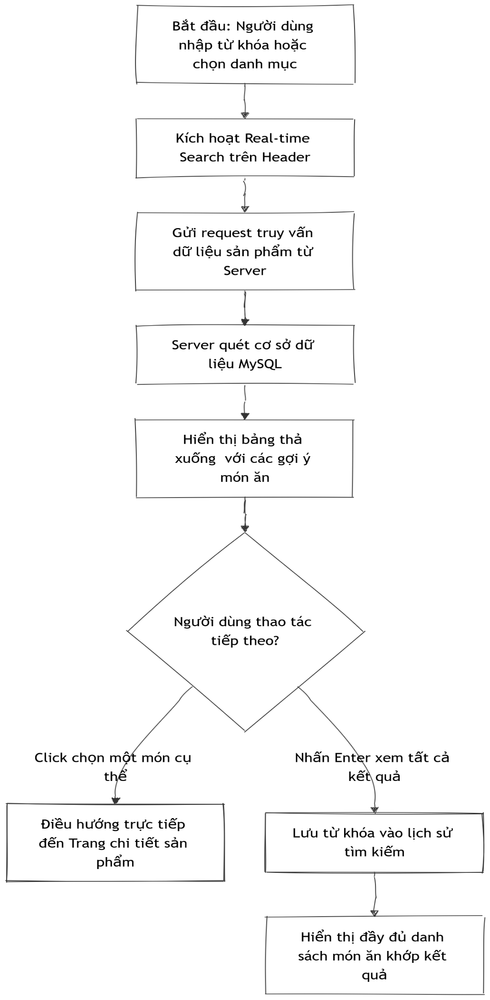 Bắt đầu: Người dùng
nhập từ khóa hoặc
chọn danh mục
Kích hoạt Real-time
Search trên Header
Gửi request truy vấn
dữ liệu sản phẩm từ
Server
Server quét cơ sở dữ
liệu MySQL
Hiển thị bảng thả
xuống với các gợi ý
món ăn
Người dùng thao tác
tiếp theo?
Click chọn một món cụ
thể
Nhấn Enter xem tất cả
kết quả
Điều hướng trực tiếp
đến Trang chi tiết sản
phẩm
Lưu từ khóa vào lịch sử
tìm kiếm
Hiển thị đầy đủ danh
sách món ăn khớp kết
quả